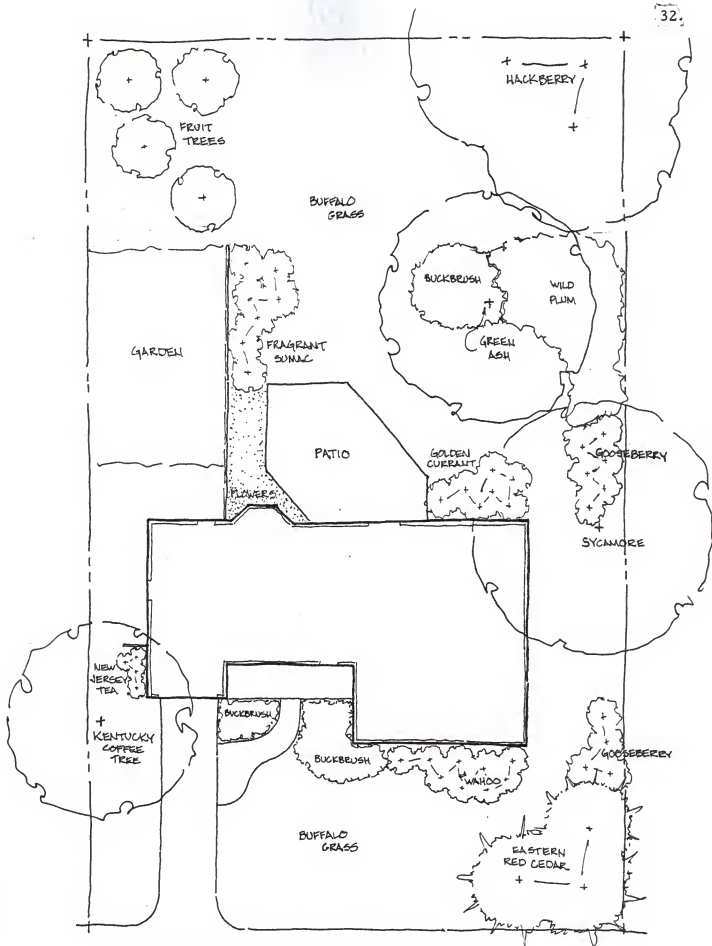 32.
HACKBERRY
FRUIT
TREES
BUFFALO
GRASS
BUCKBRUSH
WILD
PLUM
GREEN
ASH
GARDEN
FRAGRANT
SUMAC
PATIO
GOLDEN
CURRANT
GOOSEBERRY
FLOWERS
SYCAMORE
NEW
JERSEY
TEA
KENTUCKY
COFFEE
TREE
BUCKBRUSH
BUCKBRUSH
WAHOO
GOOSEBERRY
BUFFALO
GRASS
EASTERN
RED CEDAR